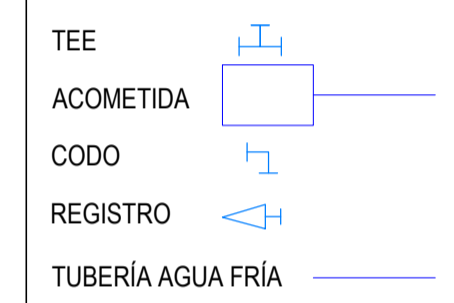 TEE
ACOMETIDA
CODO
REGISTRO
TUBERÍA AGUA FRÍA